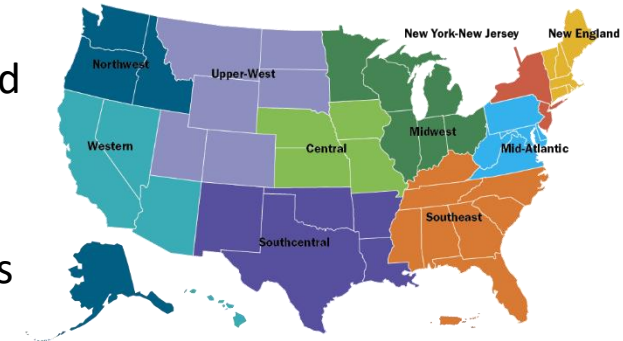 New York-New Jersey
New England
d
Northwest
Upper-West
Western
Central
Midwest
Mid-Atlantic
Southeast
Southcentral
s